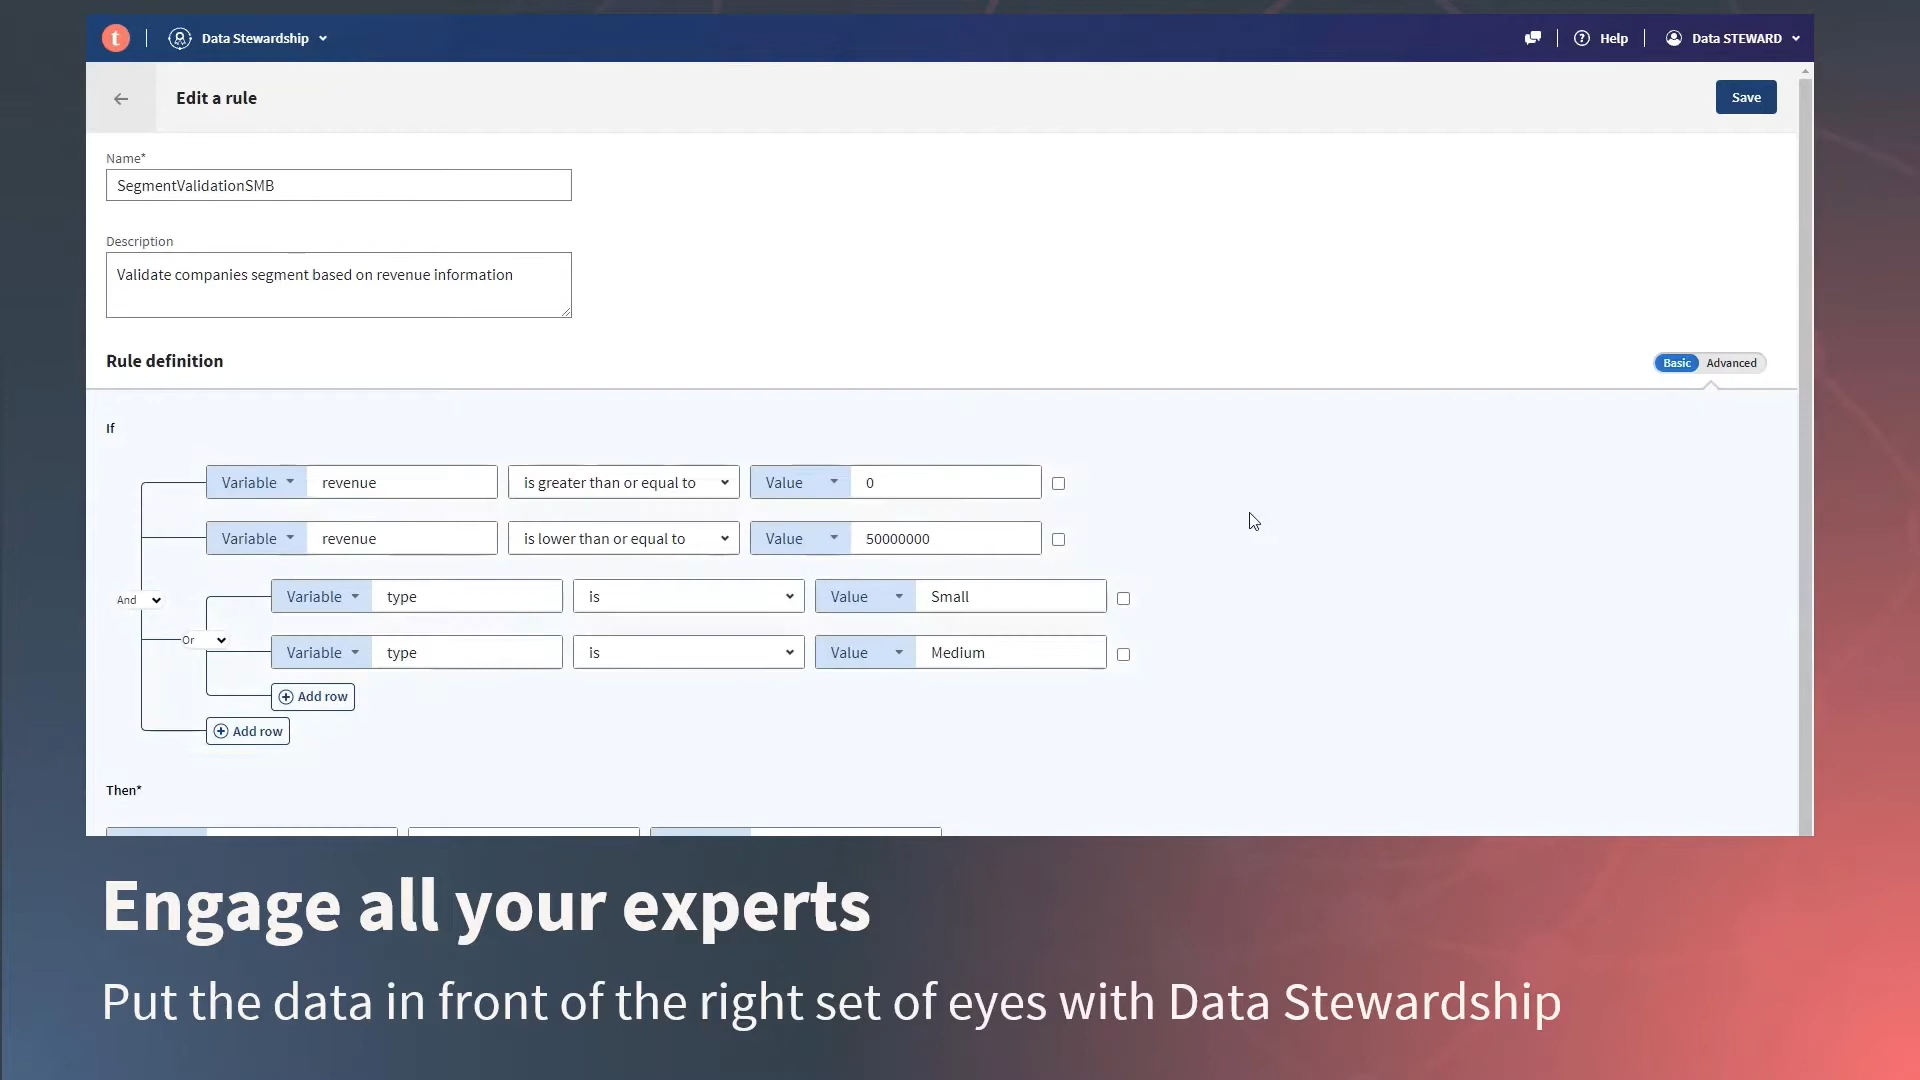 t Data Stewardship Help Data STEWARD
Edit a rule Save
Name*
SegmentValidationSMB
Description
Validate companies segment based on revenue information
Rule definition Basic Advanced
If
Variable revenue is greater than or equal to Value 0
Variable revenue is lower than or equal to Value 50000000
Variable type is Value Small
And
Or
Variable type is Value Medium
Add row
Add row
Then*
Engage all your experts
Put the data in front of the right set of eyes with Data Stewardship